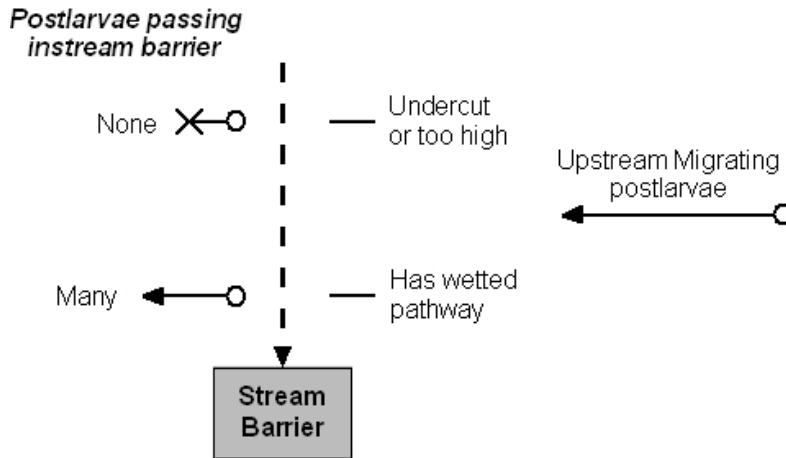 Postlarvae passing
instream barrier
None
Undercut
or too high
Upstream Migrating
postlarvae
Many
Has wetted
pathway
Stream
Barrier